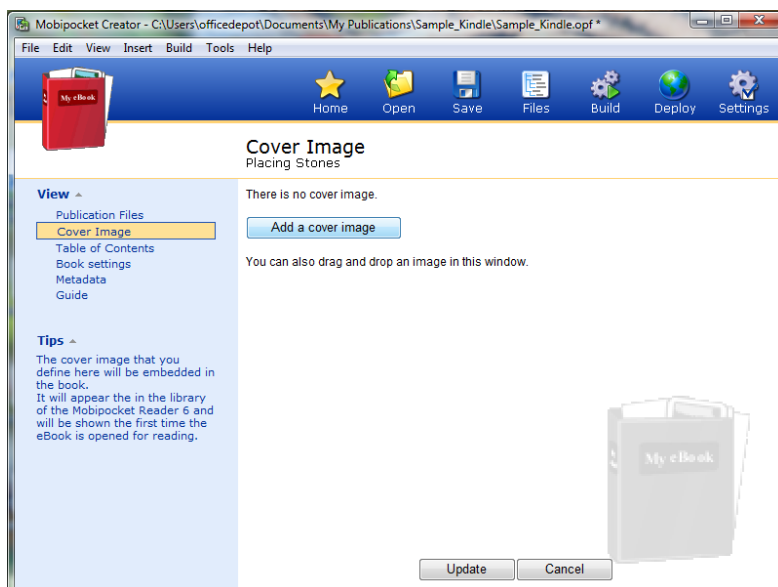 Mobipocket Creator - C:\Users\officedepot\Documents\My Publications\Sample_Kindle\Sample_Kindle.opf *
File Edit View Insert Build Tools Help
My eBook
Home Open Save Files Build Deploy Settings
Cover Image
Placing Stones
View
Publication Files
Cover Image
Table of Contents
Book settings
Metadata
Guide
Tips
The cover image that you
define here will be embedded in
the book.
It will appear the in the library
of the Mobipocket Reader 6 and
will be shown the first time the
eBook is opened for reading.
There is no cover image.
Add a cover image
You can also drag and drop an image in this window.
My eBook
Update Cancel